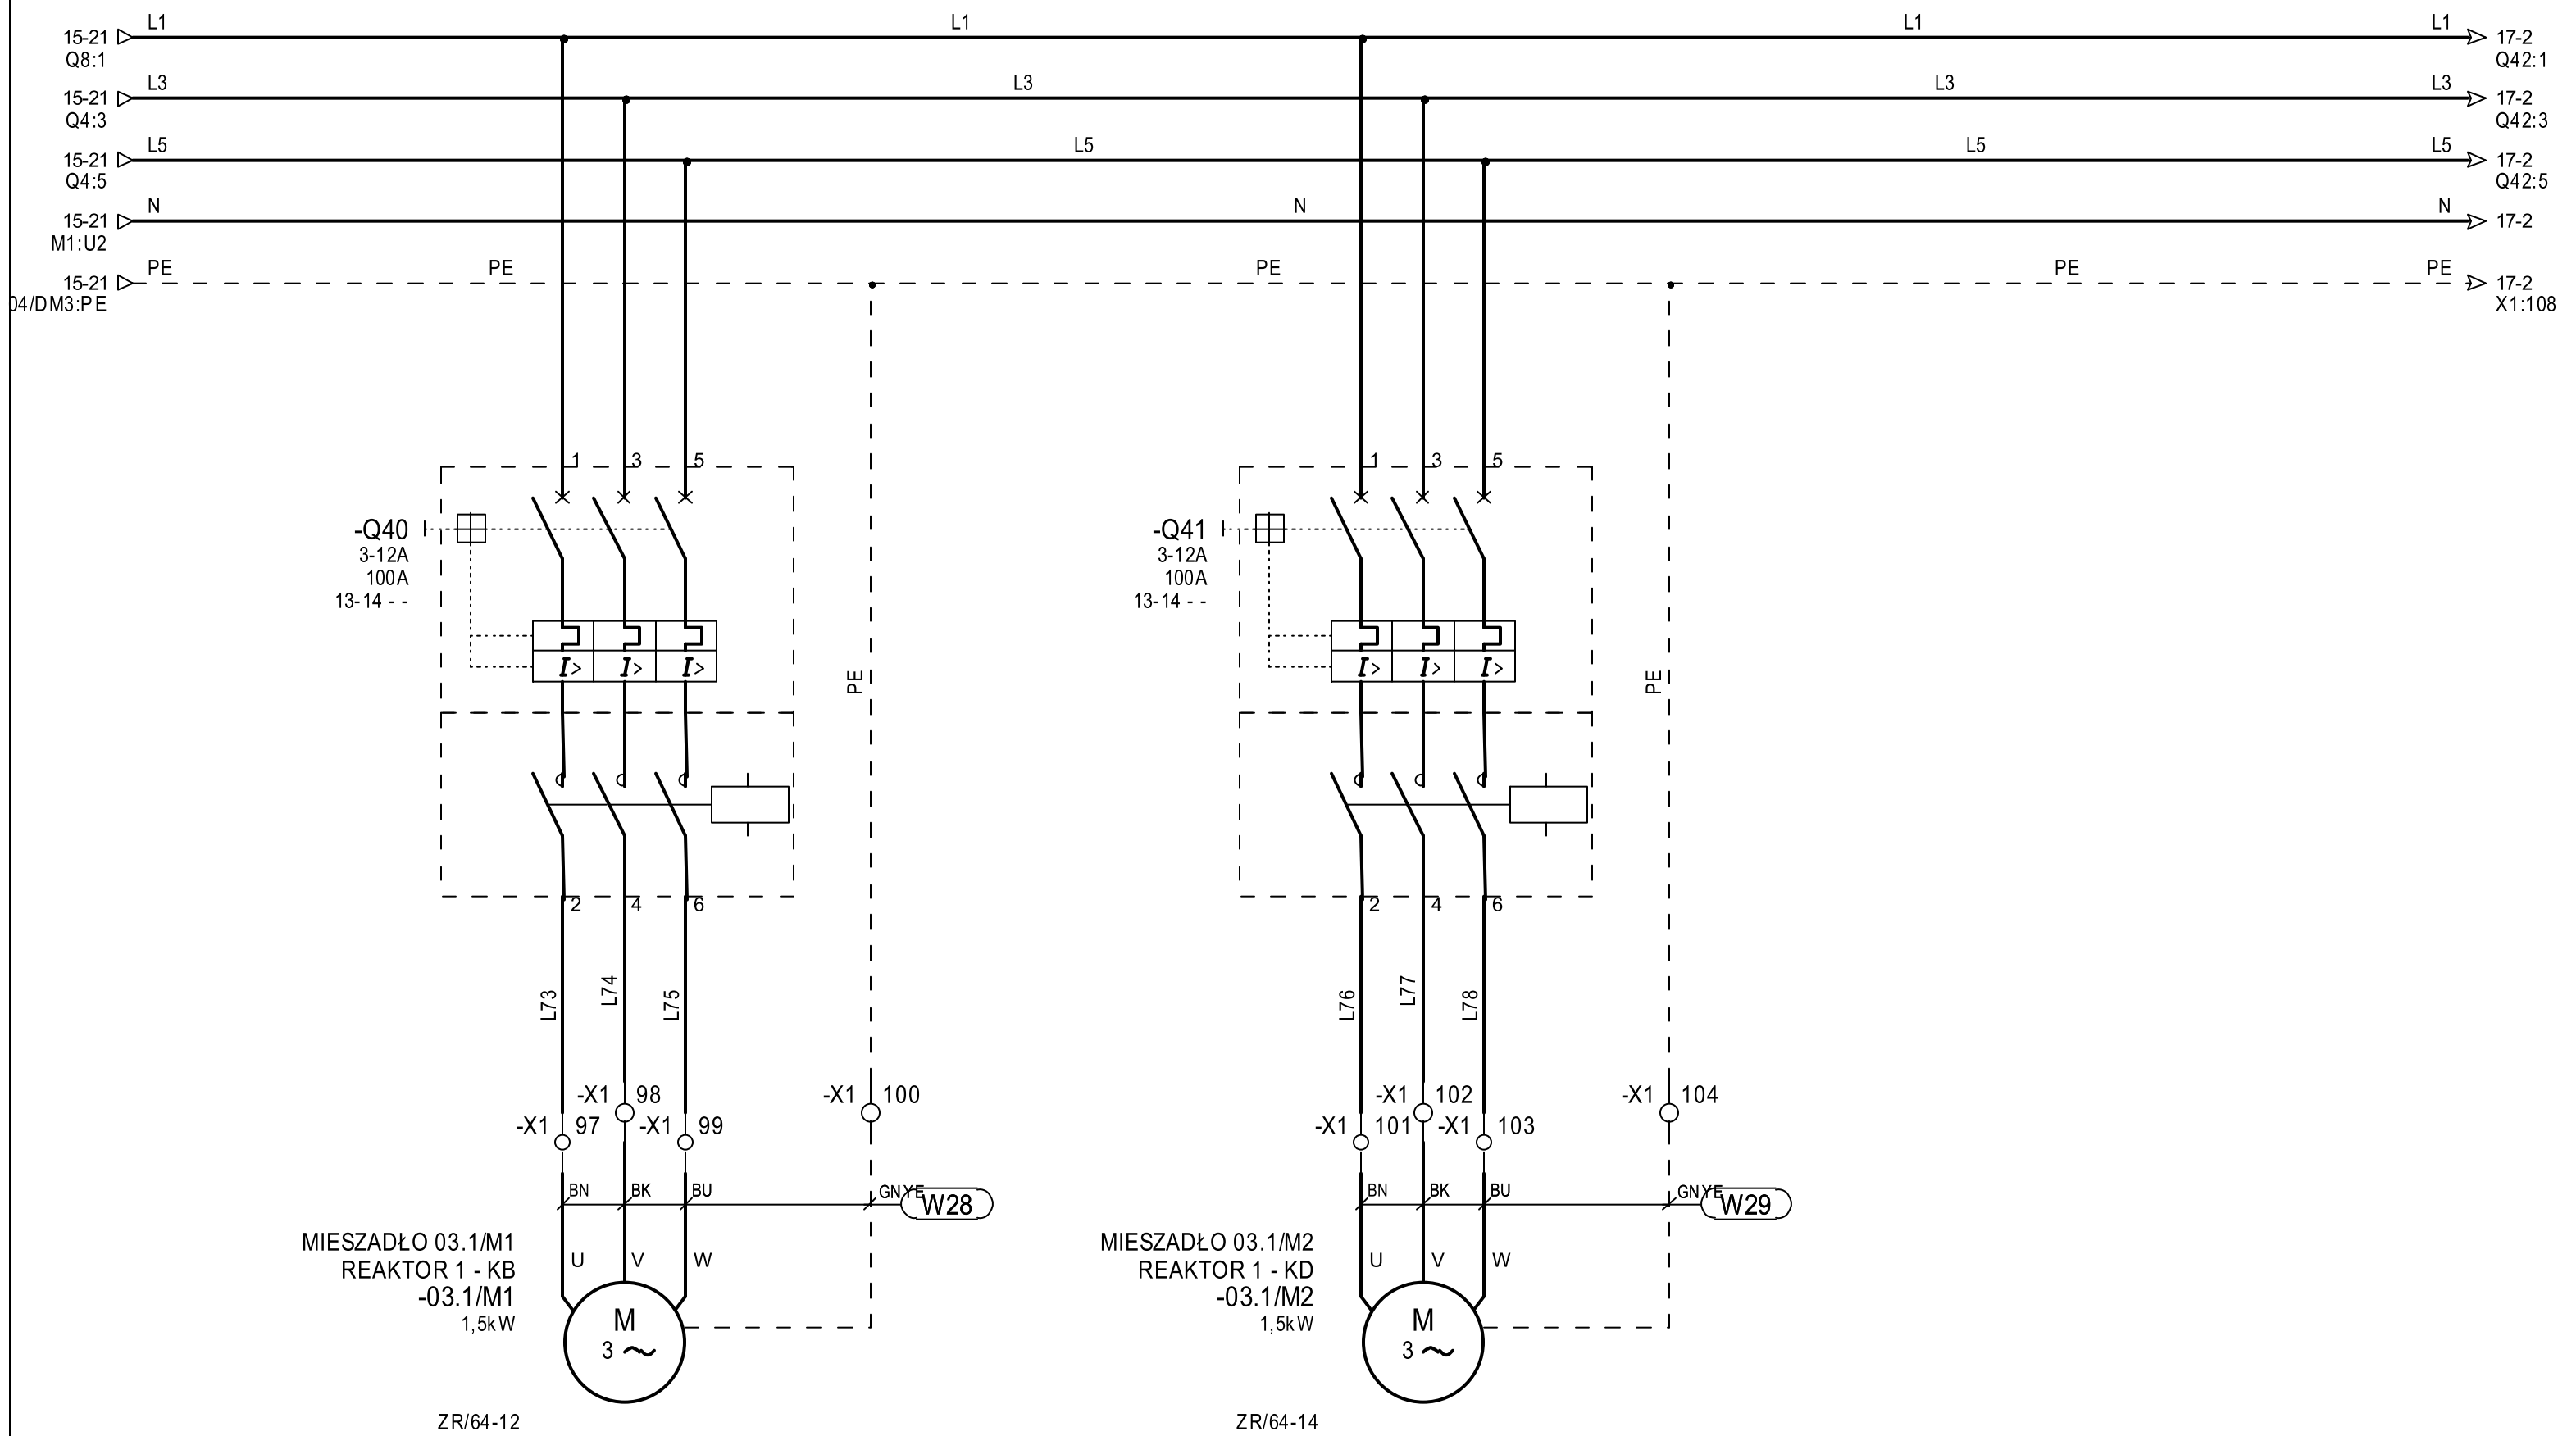 L1 L1 L1 L1
15-21 17-2
Q8:1 Q42:1
L3 L3 L3 L3
15-21 17-2
Q4:3 Q42:3
L5 L5 L5 L5
15-21 17-2
Q4:5 Q42:5
N N N
15-21 17-2
M1:U2
PE PE PE PE PE
15-21 17-2
04/DM3:PE X1:108
1 3 5 1 3 5
-Q40 -Q41
3-12A 3-12A
100A 100A
13-14 - - 13-14 - -
I> I> I> I> I> I>
PE PE
2 4 6 2 4 6
L73 L74 L75 L76 L77 L78
-X1 98 -X1 100 -X1 102 -X1 104
-X1 97 -X1 99 -X1 101 -X1 103
BN BK BU GNYE W28 BN BK BU GNYE W29
MIESZADŁO 03.1/M1 U V W MIESZADŁO 03.1/M2 U V W
REAKTOR 1 - KB REAKTOR 1 - KD
-03.1/M1 -03.1/M2
1,5kW M 1,5kW M
3 3
ZR/64-12 ZR/64-14